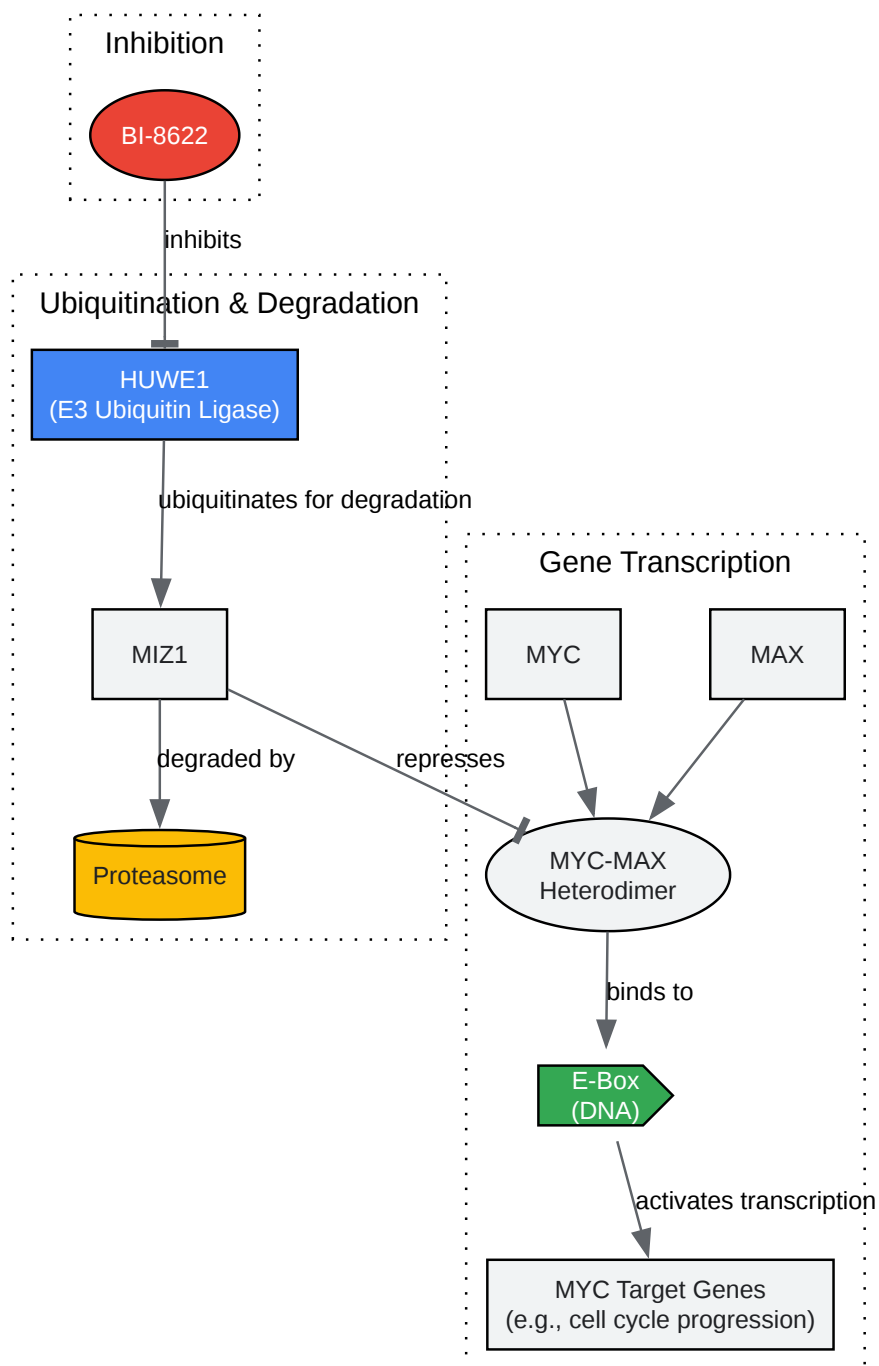 Inhibition
BI-8622
inhibits
Ubiquitination & Degradation
HUWE1
(E3 Ubiquitin Ligase)
ubiquitinates for degradation
Gene Transcription
MIZ1
MYC
MAX
degraded by
represses
Proteasome
MYC-MAX
Heterodimer
binds to
E-Box
(DNA)
activates transcription
MYC Target Genes
(e.g., cell cycle progression)